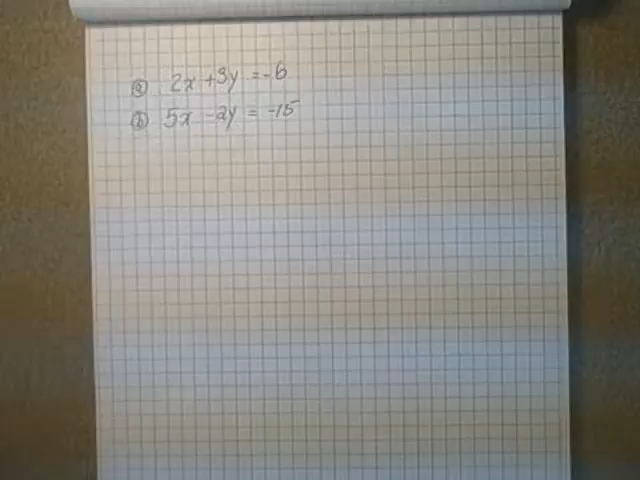 ⓐ 2x + 3y = -6
ⓑ 5x - 2y = -15